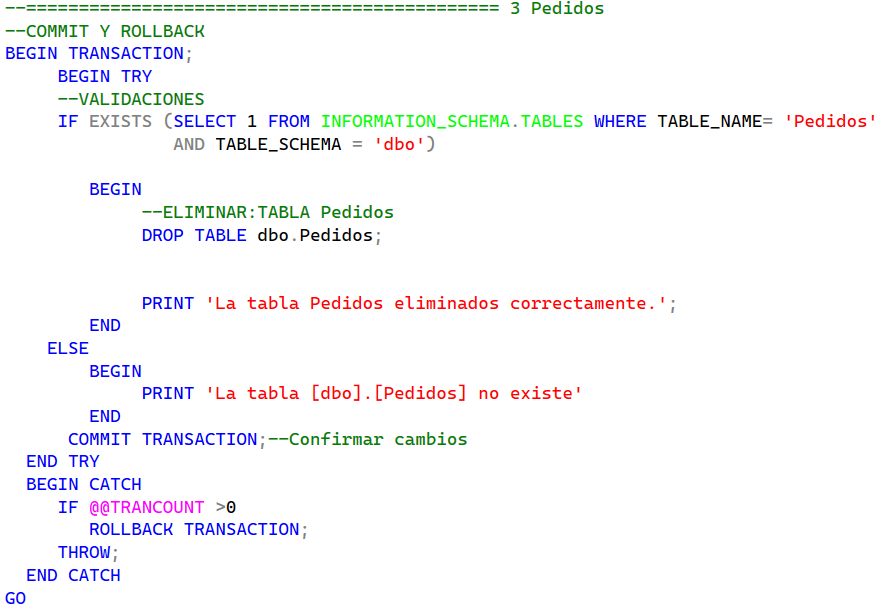 --============================================= 3 Pedidos
--COMMIT Y ROLLBACK
BEGIN TRANSACTION;
BEGIN TRY
--VALIDACIONES
IF EXISTS (SELECT 1 FROM INFORMATION_SCHEMA.TABLES WHERE TABLE_NAME= 'Pedidos'
AND TABLE_SCHEMA = 'dbo')
BEGIN
--ELIMINAR:TABLA Pedidos
DROP TABLE dbo.Pedidos;
PRINT 'La tabla Pedidos eliminados correctamente.';
END
ELSE
BEGIN
PRINT 'La tabla [dbo].[Pedidos] no existe'
END
COMMIT TRANSACTION;--Confirmar cambios
END TRY
BEGIN CATCH
IF @@TRANCOUNT >0
ROLLBACK TRANSACTION;
THROW;
END CATCH
GO